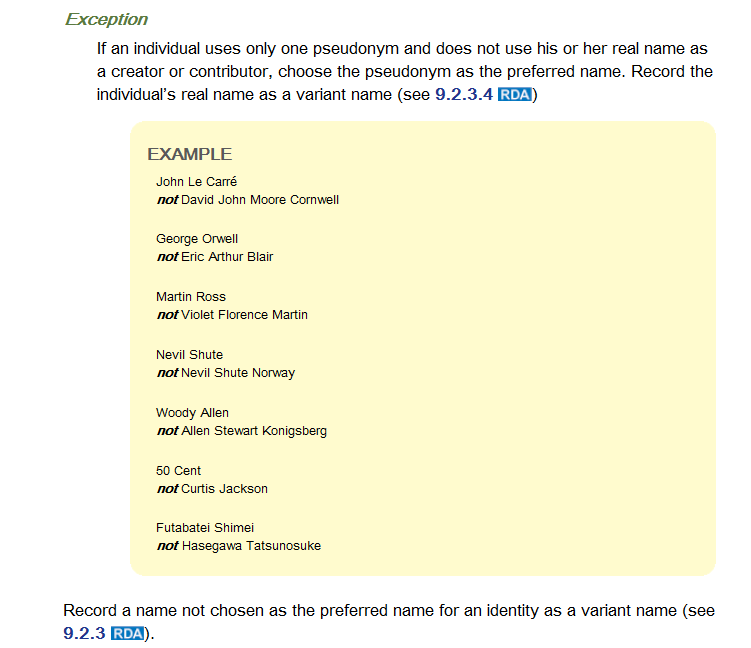 Exception
If an individual uses only one pseudonym and does not use his or her real name as
a creator or contributor, choose the pseudonym as the preferred name. Record the
individual’s real name as a variant name (see 9.2.3.4 RDA)
EXAMPLE
John Le Carré
not David John Moore Cornwell
George Orwell
not Eric Arthur Blair
Martin Ross
not Violet Florence Martin
Nevil Shute
not Nevil Shute Norway
Woody Allen
not Allen Stewart Konigsberg
50 Cent
not Curtis Jackson
Futabatei Shimei
not Hasegawa Tatsunosuke
Record a name not chosen as the preferred name for an identity as a variant name (see
9.2.3 RDA).